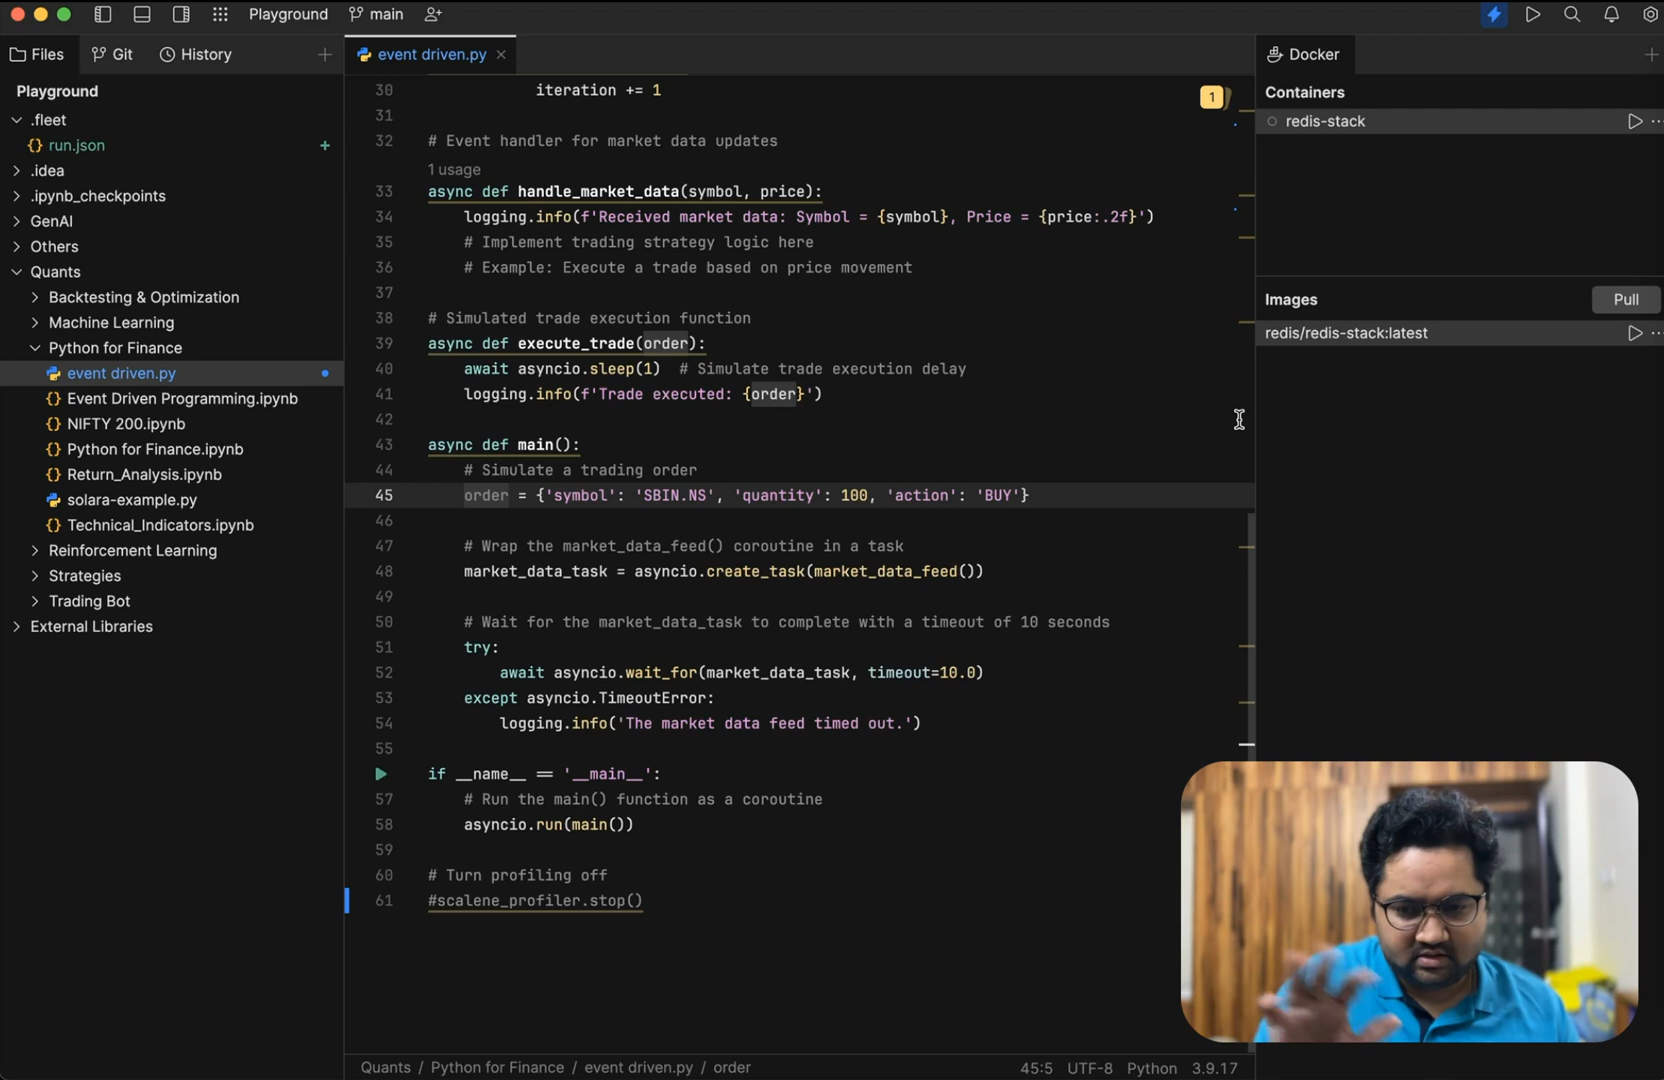 Playground
main
Files
Git
History
Playground
.fleet
{} run.json +
.idea
.ipynb_checkpoints
GenAI
Others
Quants
Backtesting & Optimization
Machine Learning
Python for Finance
event driven.py
{} Event Driven Programming.ipynb
{} NIFTY 200.ipynb
{} Python for Finance.ipynb
{} Return_Analysis.ipynb
solara-example.py
{} Technical_Indicators.ipynb
Reinforcement Learning
Strategies
Trading Bot
External Libraries
event driven.py
1
30 iteration += 1
31
32 # Event handler for market data updates
1 usage
33 async def handle_market_data(symbol, price):
34 logging.info(f'Received market data: Symbol = {symbol}, Price = {price:.2f}')
35 # Implement trading strategy logic here
36 # Example: Execute a trade based on price movement
37
38 # Simulated trade execution function
39 async def execute_trade(order):
40 await asyncio.sleep(1)  # Simulate trade execution delay
41 logging.info(f'Trade executed: {order}')
42
43 async def main():
44 # Simulate a trading order
45 order = {'symbol': 'SBIN.NS', 'quantity': 100, 'action': 'BUY'}
46
47 # Wrap the market_data_feed() coroutine in a task
48 market_data_task = asyncio.create_task(market_data_feed())
49
50 # Wait for the market_data_task to complete with a timeout of 10 seconds
51 try:
52 await asyncio.wait_for(market_data_task, timeout=10.0)
53 except asyncio.TimeoutError:
54 logging.info('The market data feed timed out.')
55
if __name__ == '__main__':
57 # Run the main() function as a coroutine
58 asyncio.run(main())
59
60 # Turn profiling off
61 #scalene_profiler.stop()
Docker
Containers
redis-stack
Images
Pull
redis/redis-stack:latest
Quants / Python for Finance / event driven.py / order
45:5 UTF-8 Python 3.9.17